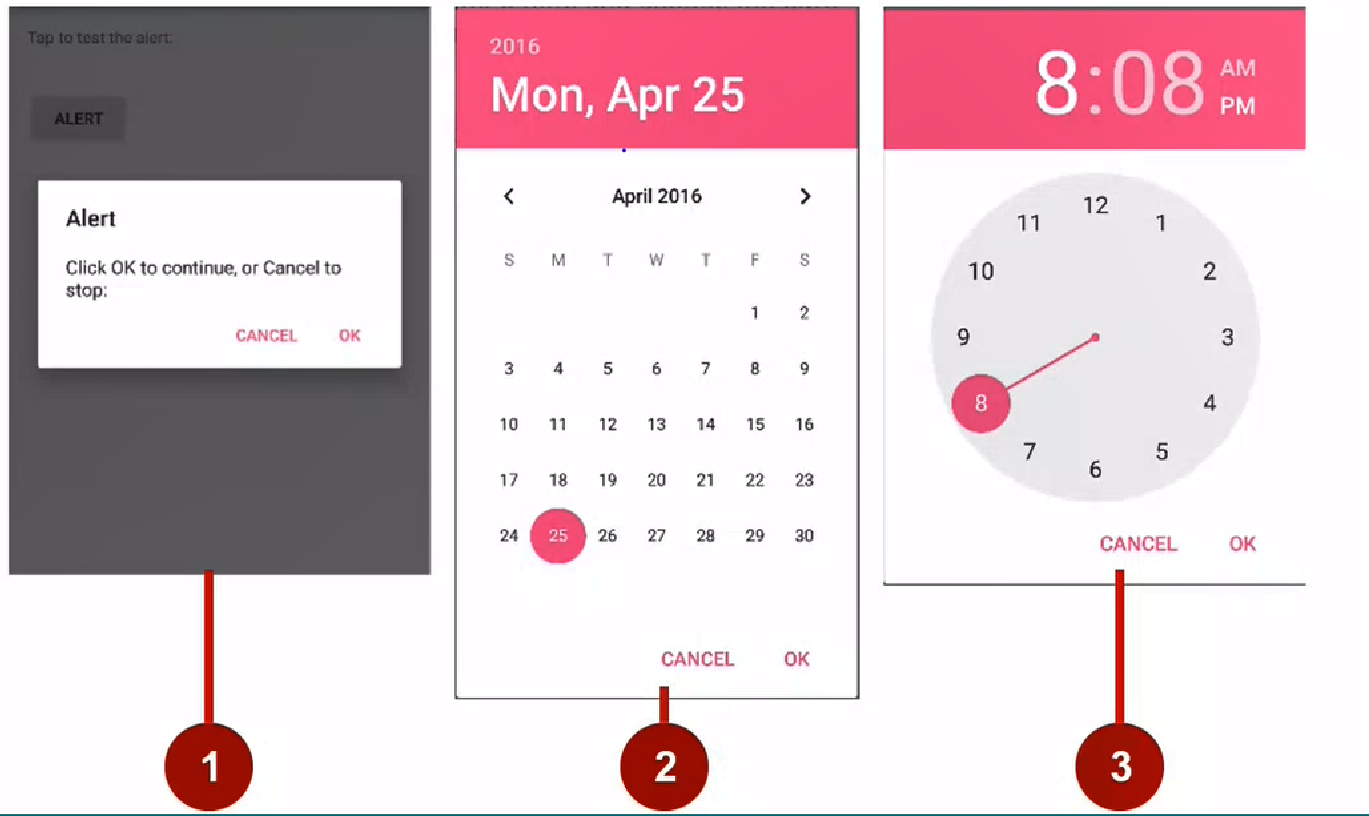 Tap to test the alert:
ALERT
Alert
Click OK to continue, or Cancel to
stop:
CANCEL OK
1
2016
Mon, Apr 25
April 2016
S M T W T F S
1 2
3 4 5 6 7 8 9
10 11 12 13 14 15 16
17 18 19 20 21 22 23
24 25 26 27 28 29 30
CANCEL OK
2
8:08 AM
PM
12
11 1
10 2
9 3
8 4
7 5
6
CANCEL OK
3